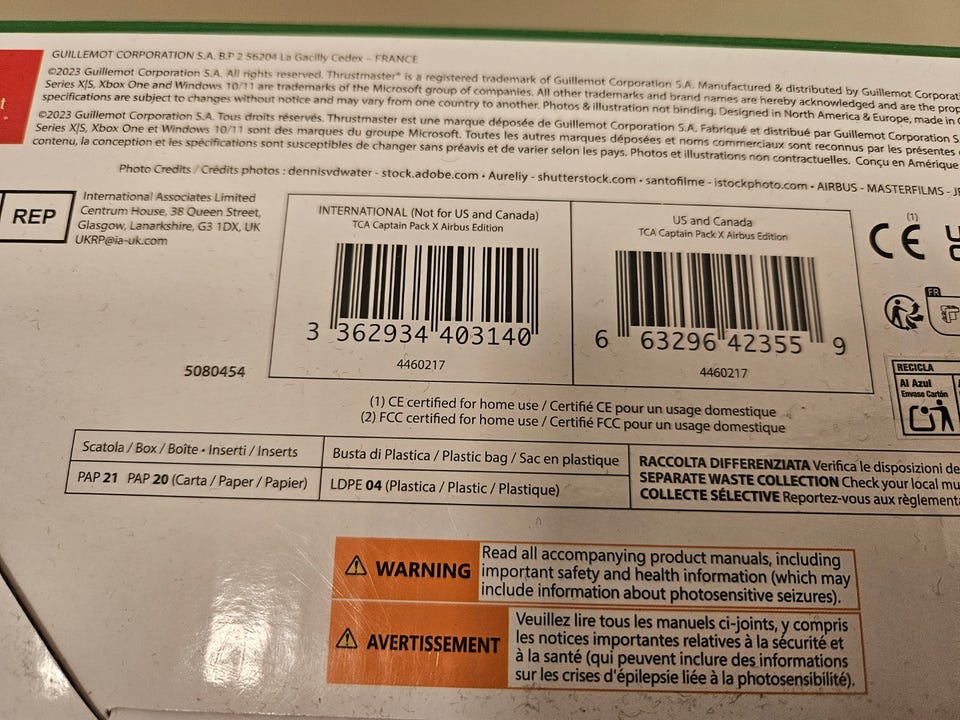 GUILLEMOT CORPORATION S.A. B.P 2 56204 La Gacilly Cedex – FRANCE
©2023 Guillemot Corporation S.A. All rights reserved. Thrustmaster® is a registered trademark of Guillemot Corporation S.A. Manufactured & distributed by Guillemot
Series X|S, Xbox One and Windows 10/11 are trademarks of the Microsoft group of companies. All other trademarks and brand names are hereby acknowledged and are the
specifications are subject to changes without notice and may vary from one country to another. Photos & illustration not binding. Designed in North America & Europe, made in
©2023 Guillemot Corporation S.A. Tous droits réservés. Thrustmaster est une marque déposée de Guillemot Corporation S.A. Fabriqué et distribué par Guillemot Corporation
Series X|S, Xbox One et Windows 10/11 sont des marques du groupe Microsoft. Toutes les autres marques déposées et noms commerciaux sont reconnus par les présentes
contenu, la conception et les spécifications sont susceptibles de changer sans préavis et de varier selon les pays. Photos et illustrations non contractuelles. Conçu en Amérique
Photo Credits / Crédits photos : dennisvdwater - stock.adobe.com • Aureliy - shutterstock.com • santofilme - istockphoto.com • AIRBUS - MASTERFILMS -
REP
International Associates Limited
Centrum House, 38 Queen Street,
Glasgow, Lanarkshire, G3 1DX, UK
UKRP@ia-uk.com
INTERNATIONAL (Not for US and Canada)
TCA Captain Pack X Airbus Edition
3 362934 403140
4460217
US and Canada
TCA Captain Pack X Airbus Edition
6 63296 42355 9
4460217
(1)
CE
FR
5080454
RECICLA
Al Azul
Envase Cartón
(1) CE certified for home use / Certifié CE pour un usage domestique
(2) FCC certified for home use / Certifié FCC pour un usage domestique
Scatola / Box / Boîte • Inserti / Inserts
PAP 21 PAP 20 (Carta / Paper / Papier)
Busta di Plastica / Plastic bag / Sac en plastique
LDPE 04 (Plastica / Plastic / Plastique)
RACCOLTA DIFFERENZIATA Verifica le disposizioni
SEPARATE WASTE COLLECTION Check your local
COLLECTE SÉLECTIVE Reportez-vous aux
WARNING
Read all accompanying product manuals, including
important safety and health information (which may
include information about photosensitive seizures).
AVERTISSEMENT
Veuillez lire tous les manuels ci-joints, y compris
les notices importantes relatives à la sécurité et
à la santé (qui peuvent inclure des informations
sur les crises d'épilepsie liée à la photosensibilité).